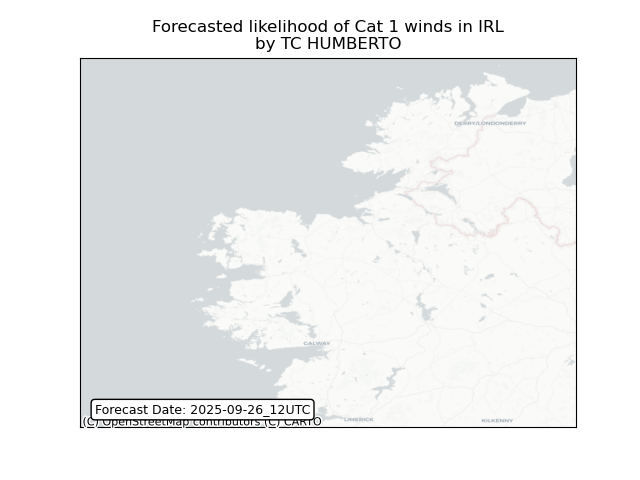 Forecasted likelihood of Cat 1 winds in IRL
by TC HUMBERTO
DERRY/LONDONDERRY
GALWAY
LIMERICK
KILKENNY
Forecast Date: 2025-09-26_12UTC
(C) OpenStreetMap contributors (C) CARTO